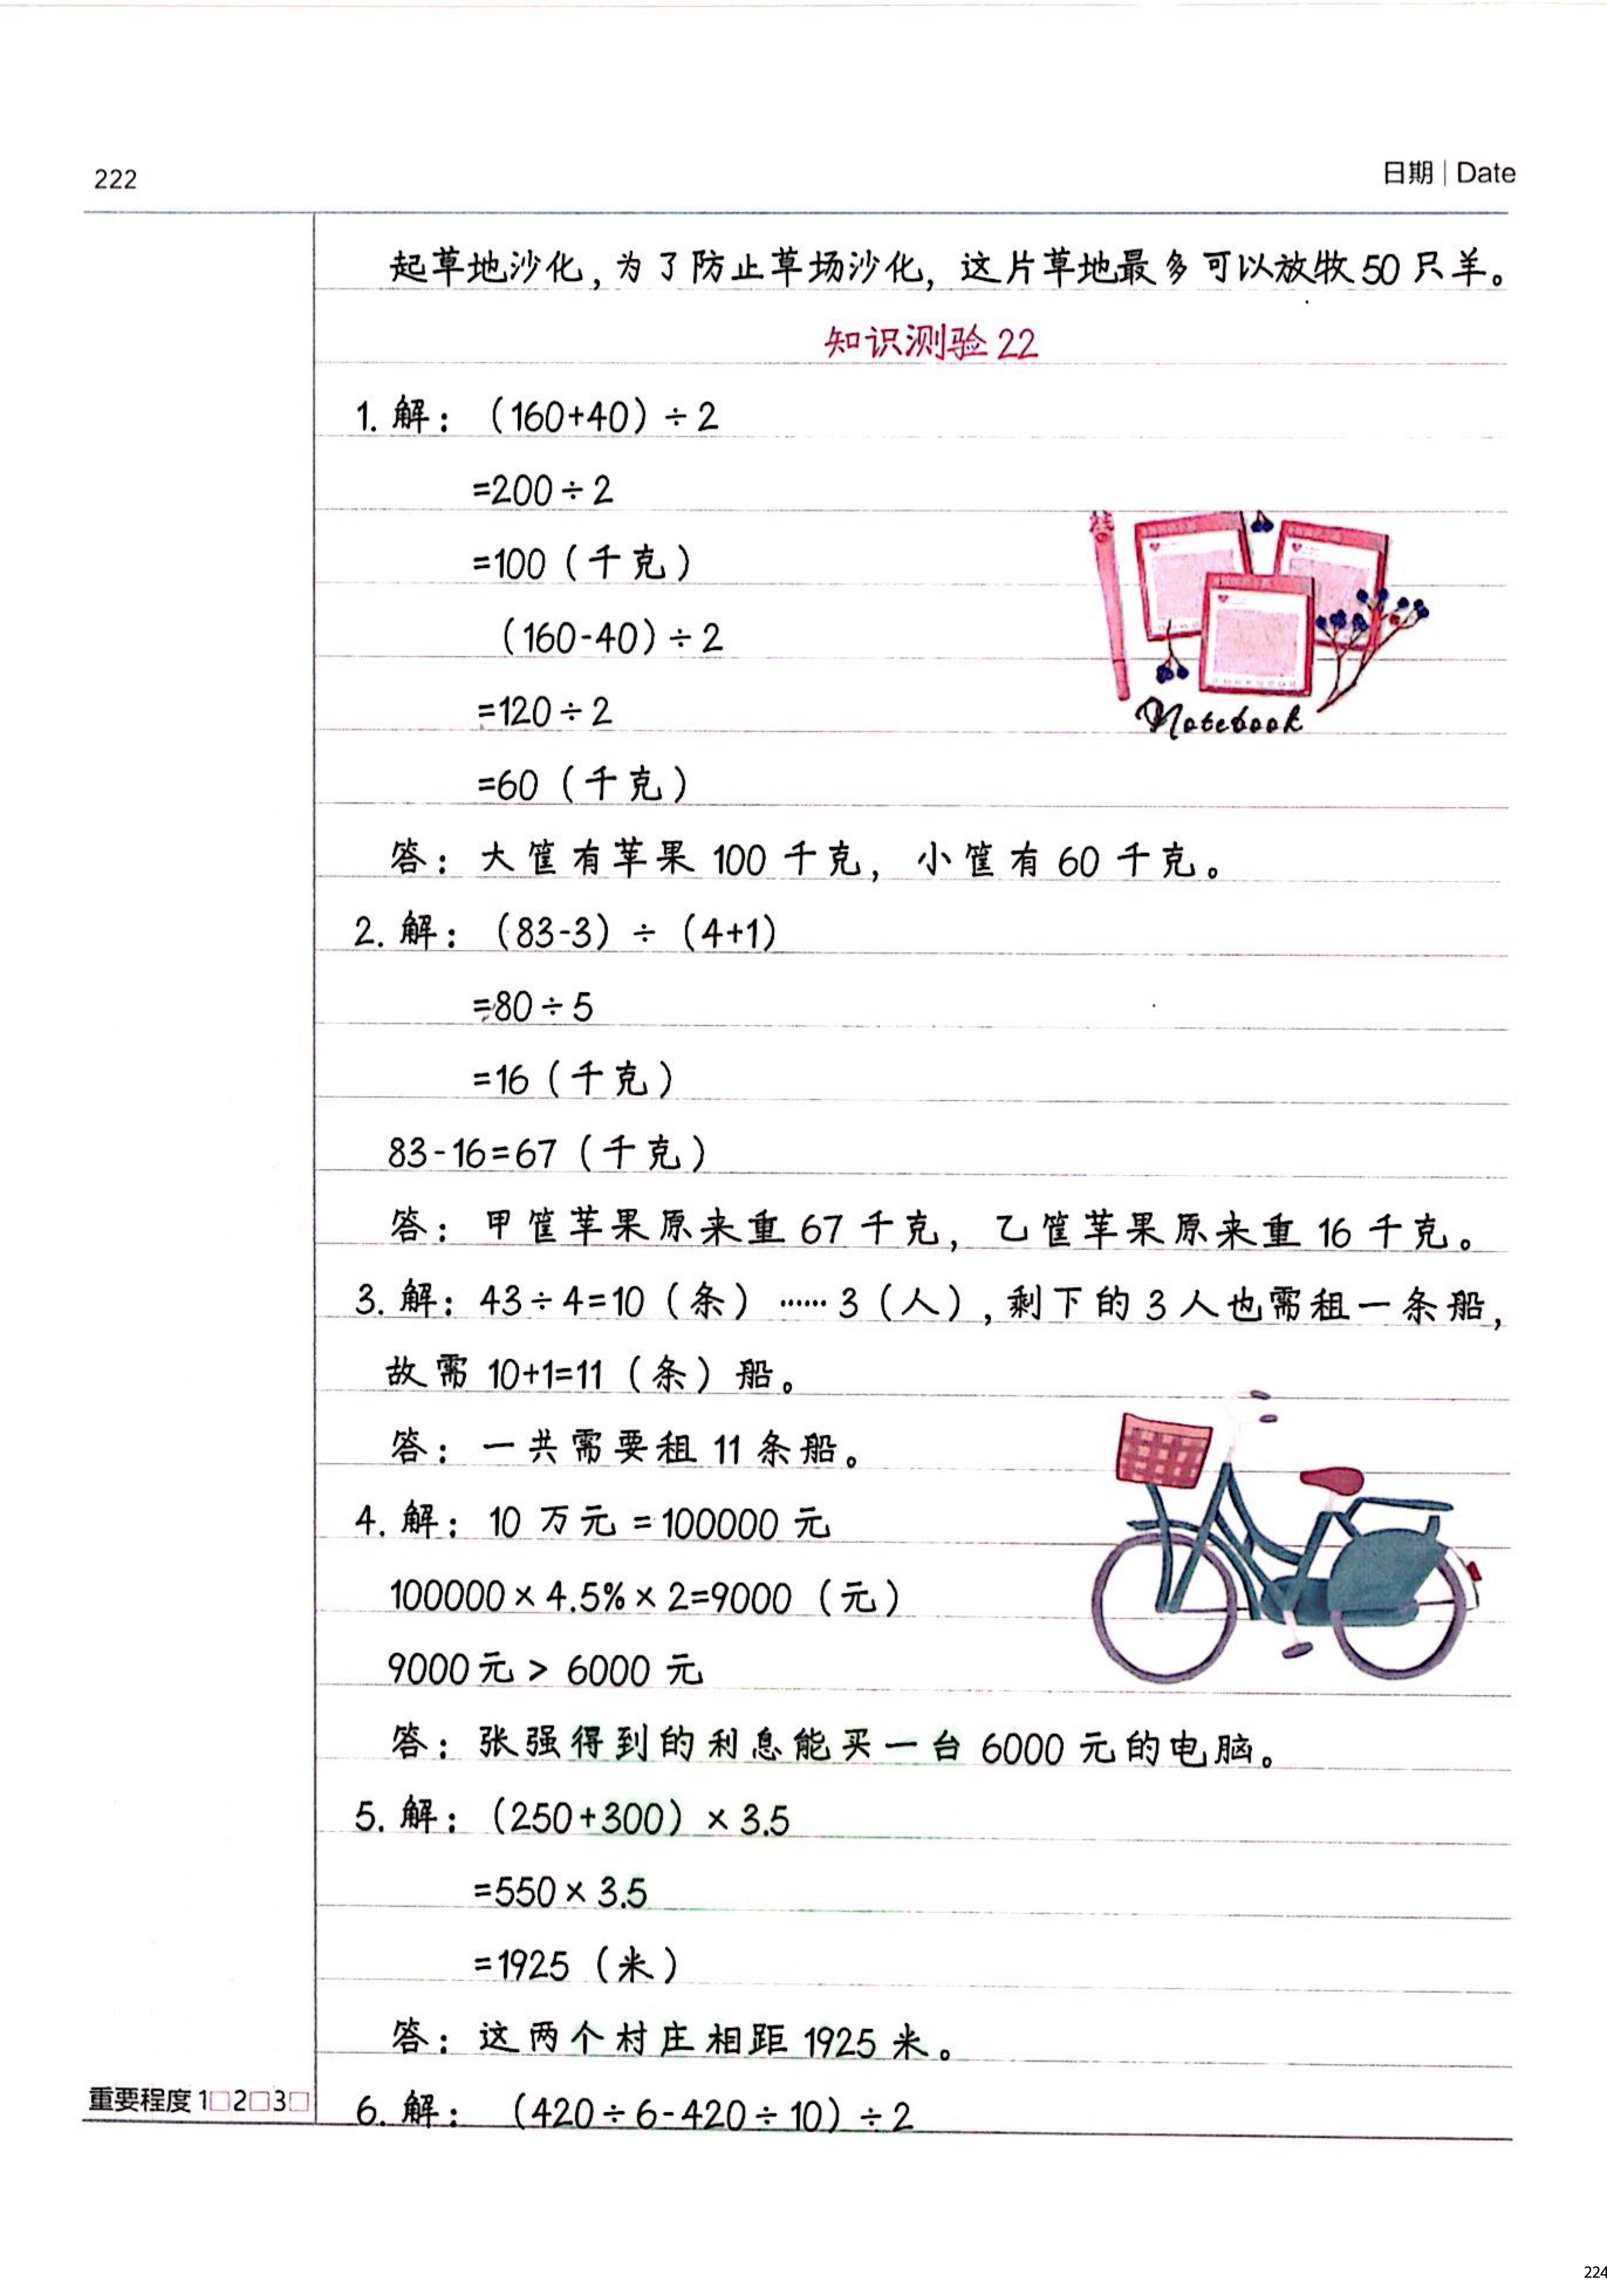 222
日期 | Date
起草地沙化,为了防止草场沙化, 这片草地最多可以放牧50只羊。
知识测验22
1. 解：（160+40）÷2
=200÷2
=100（千克）
（160-40）÷2
=120÷2
=60（千克）
Notebook
答：大筐有苹果100千克，小筐有60千克。
2. 解：（83-3）÷（4+1）
=80÷5
=16（千克）
83-16=67（千克）
答：甲筐苹果原来重67千克，乙筐苹果原来重16千克。
3. 解：43÷4=10（条）……3（人）,剩下的3人也需租一条船,
故需10+1=11（条）船。
答：一共需要租11条船。
4. 解：10万元=100000元
100000×4.5%×2=9000（元）
9000元>6000元
答：张强得到的利息能买一台6000元的电脑。
5. 解：（250+300）×3.5
=550×3.5
=1925（米）
答：这两个村庄相距1925米。
重要程度 1□2□3□
6. 解：（420÷6-420÷10）÷2
224